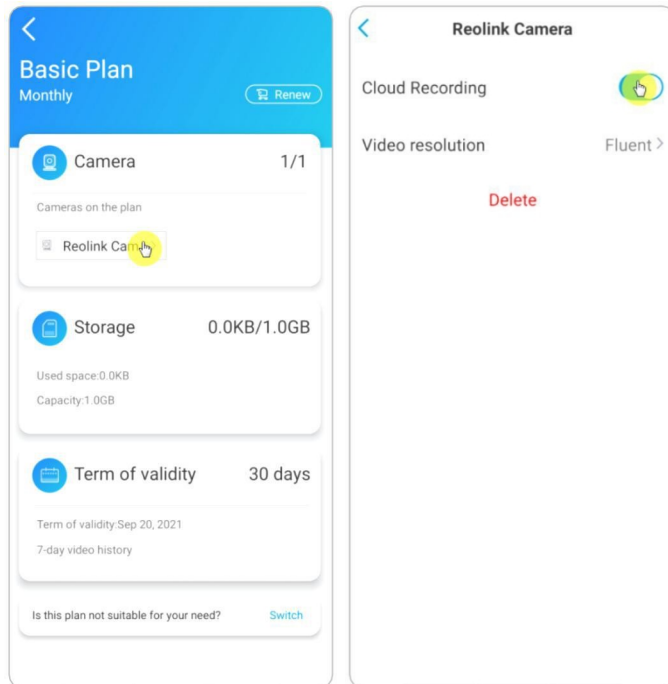 Basic Plan
Monthly
Renew
Camera 1/1
Cameras on the plan
Reolink Cam
Storage 0.0KB/1.0GB
Used space:0.0KB
Capacity:1.0GB
Term of validity 30 days
Term of validity:Sep 20, 2021
7-day video history
Is this plan not suitable for your need? Switch
Reolink Camera
Cloud Recording
Video resolution Fluent
Delete